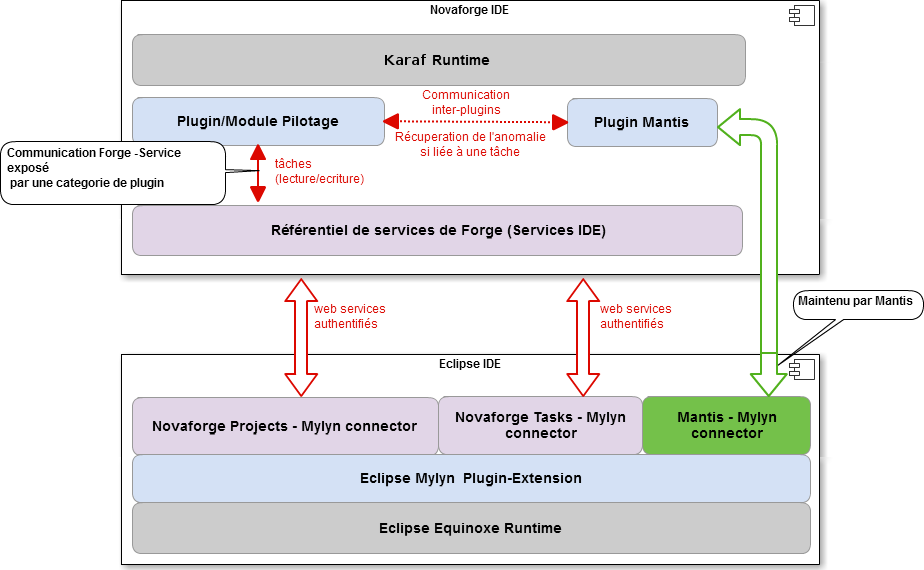 Novaforge IDE
Karaf Runtime
Plugin/Module Pilotage
Communication
inter-plugins
Récuperation de l'anomalie
si liée à une tâche
Plugin Mantis
Communication Forge -Service
exposé
par une categorie de plugin
tâches
(lecture/ecriture)
Référentiel de services de Forge (Services IDE)
web services
authentifiés
web services
authentifiés
Maintenu par Mantis
Eclipse IDE
Novaforge Projects - Mylyn connector
Novaforge Tasks - Mylyn
connector
Mantis - Mylyn
connector
Eclipse Mylyn Plugin-Extension
Eclipse Equinoxe Runtime